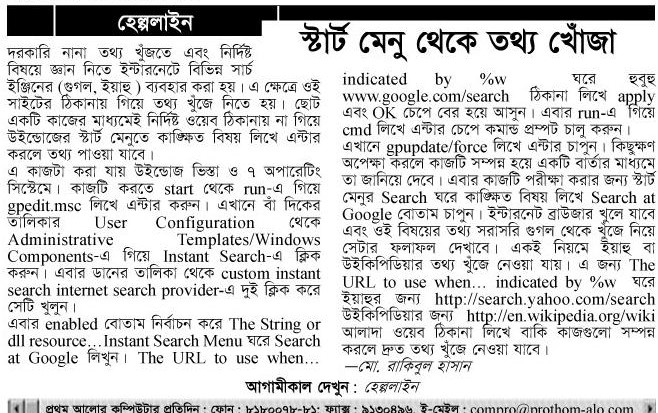 হেল্পলাইন
স্টার্ট মেনু থেকে তথ্য খোঁজা
দরকারি নানা তথ্য খুঁজতে এবং নির্দিষ্ট
বিষয়ে জ্ঞান নিতে ইন্টারনেটে বিভিন্ন সার্চ
ইঞ্জিনের (গুগল, ইয়াহু ) ব্যবহার করা হয়। এ ক্ষেত্রে ওই
সাইটের ঠিকানায় গিয়ে তথ্য খুঁজে নিতে হয়। ছোট
একটি কাজের মাধ্যমেই নির্দিষ্ট ওয়েব ঠিকানায় না গিয়ে
উইন্ডোজের স্টার্ট মেনুতে কাঙ্ক্ষিত বিষয় লিখে এন্টার
করলে তথ্য পাওয়া যাবে।
এ কাজটা করা যায় উইন্ডোজ ভিস্তা ও ৭ অপারেটিং
সিস্টেমে। কাজটি করতে start থেকে run-এ গিয়ে
gpedit.msc লিখে এন্টার করুন। এখানে বাঁ দিকের
তালিকার User Configuration থেকে
Administrative Templates/Windows
Components-এ গিয়ে Instant Search-এ ক্লিক
করুন। এবার ডানের তালিকা থেকে custom instant
search internet search provider-এ দুই ক্লিক করে
সেটি খুলুন।
এবার enabled বোতাম নির্বাচন করে The String or
dll resource...Instant Search Menu ঘরে Search
at Google লিখুন। The URL to use when...
indicated by %w ঘরে হুবহু
www.google.com/search ঠিকানা লিখে apply
এবং OK চেপে বের হয়ে আসুন। এবার run-এ গিয়ে
cmd লিখে এন্টার চেপে কমান্ড প্রম্পট চালু করুন।
এখানে gpupdate/force লিখে এন্টার চাপুন। কিছুক্ষণ
অপেক্ষা করলে কাজটি সম্পন্ন হয়ে একটি বার্তার মাধ্যমে
তা জানিয়ে দেবে। এবার কাজটি পরীক্ষা করার জন্য স্টার্ট
মেনুর Search ঘরে কাঙ্ক্ষিত বিষয় লিখে Search at
Google বোতাম চাপুন। ইন্টারনেট ব্রাউজার খুলে যাবে
এবং ওই বিষয়ের তথ্য সরাসরি গুগল থেকে খুঁজে নিয়ে
সেটার ফলাফল দেখাবে। একই নিয়মে ইয়াহু বা
উইকিপিডিয়ার তথ্য খুঁজে নেওয়া যায়। এ জন্য The
URL to use when... indicated by %w ঘরে
ইয়াহুর জন্য http://search.yahoo.com/search
উইকিপিডিয়ার জন্য http://en.wikipedia.org/wiki
আলাদা ওয়েব ঠিকানা লিখে বাকি কাজগুলো সম্পন্ন
করলে দ্রুত তথ্য খুঁজে নেওয়া যাবে।
—মো. রাকিবুল হাসান
আগামীকাল দেখুন : হেল্পলাইন
প্রথম আলোর কম্পিউটার প্রতিদিন : ফোন : ৮১৮০০৭৮-৮১; ফ্যাক্স : ৯১৩০৪৯৬, ই-মেইল : compro@prothom-alo.com